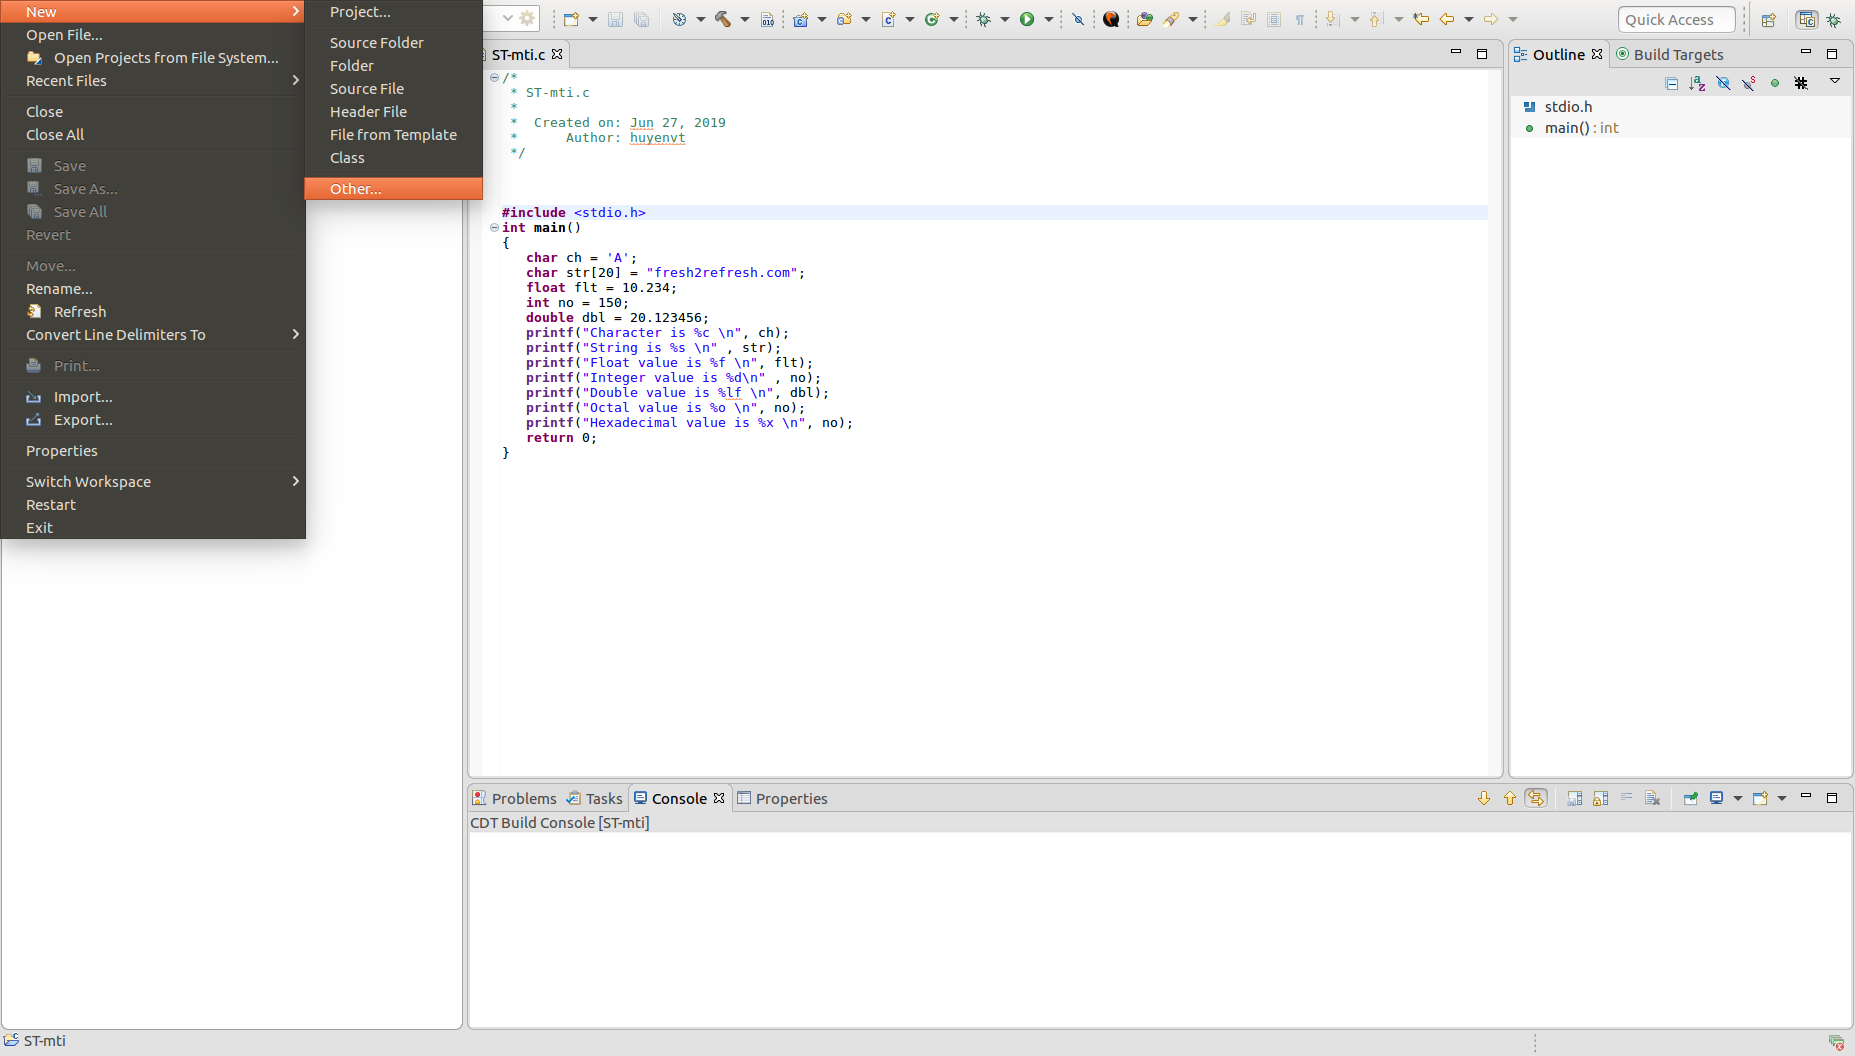 New
Open File...
Open Projects from File System...
Recent Files
Close
Close All
Save
Save As...
Save All
Revert
Move...
Rename...
Refresh
Convert Line Delimiters To
Print...
Import...
Export...
Properties
Switch Workspace
Restart
Exit
Project...
Source Folder
Folder
Source File
Header File
File from Template
Class
Other...
Quick Access
ST-mti.c
/*
 * ST-mti.c
 *
 *  Created on: Jun 27, 2019
 *      Author: huyenvt
 */
#include <stdio.h>
int main()
{
   char ch = 'A';
   char str[20] = "fresh2refresh.com";
   float flt = 10.234;
   int no = 150;
   double dbl = 20.123456;
   printf("Character is %c \n", ch);
   printf("String is %s \n" , str);
   printf("Float value is %f \n", flt);
   printf("Integer value is %d\n" , no);
   printf("Double value is %lf \n", dbl);
   printf("Octal value is %o \n", no);
   printf("Hexadecimal value is %x \n", no);
   return 0;
}
Outline
Build Targets
stdio.h
main() : int
Problems
Tasks
Console
Properties
CDT Build Console [ST-mti]
ST-mti